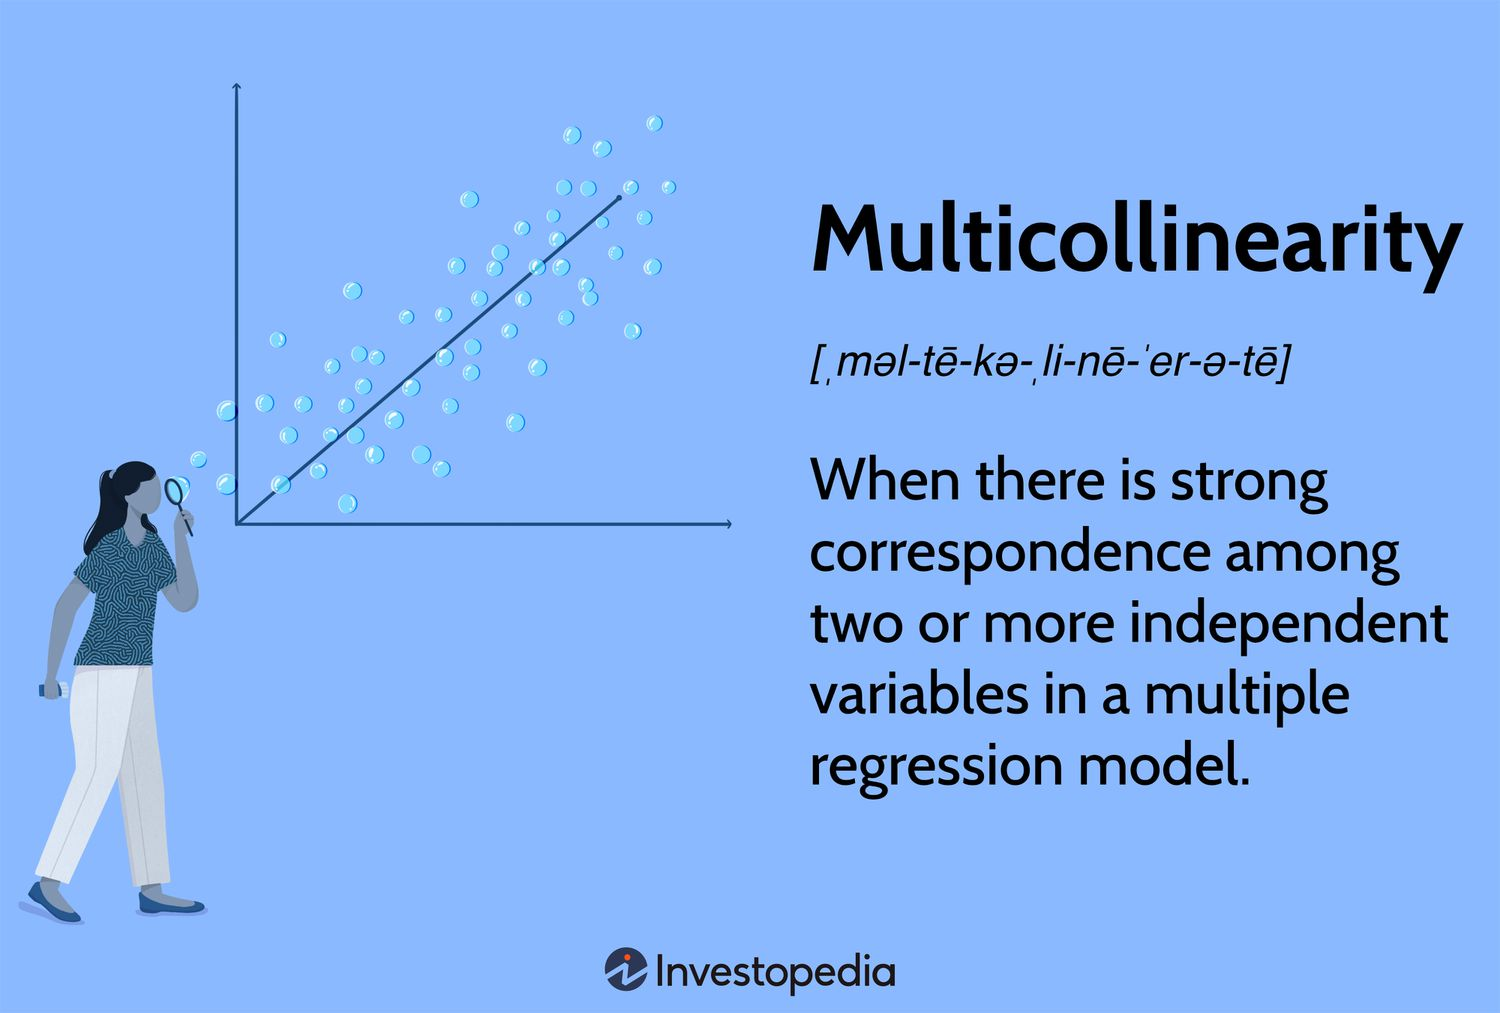 Multicollinearity
[ˌməl-tē-kə-ˌli-nē-ˈer-ə-tē]
When there is strong
correspondence among
two or more independent
variables in a multiple
regression model.
Investopedia